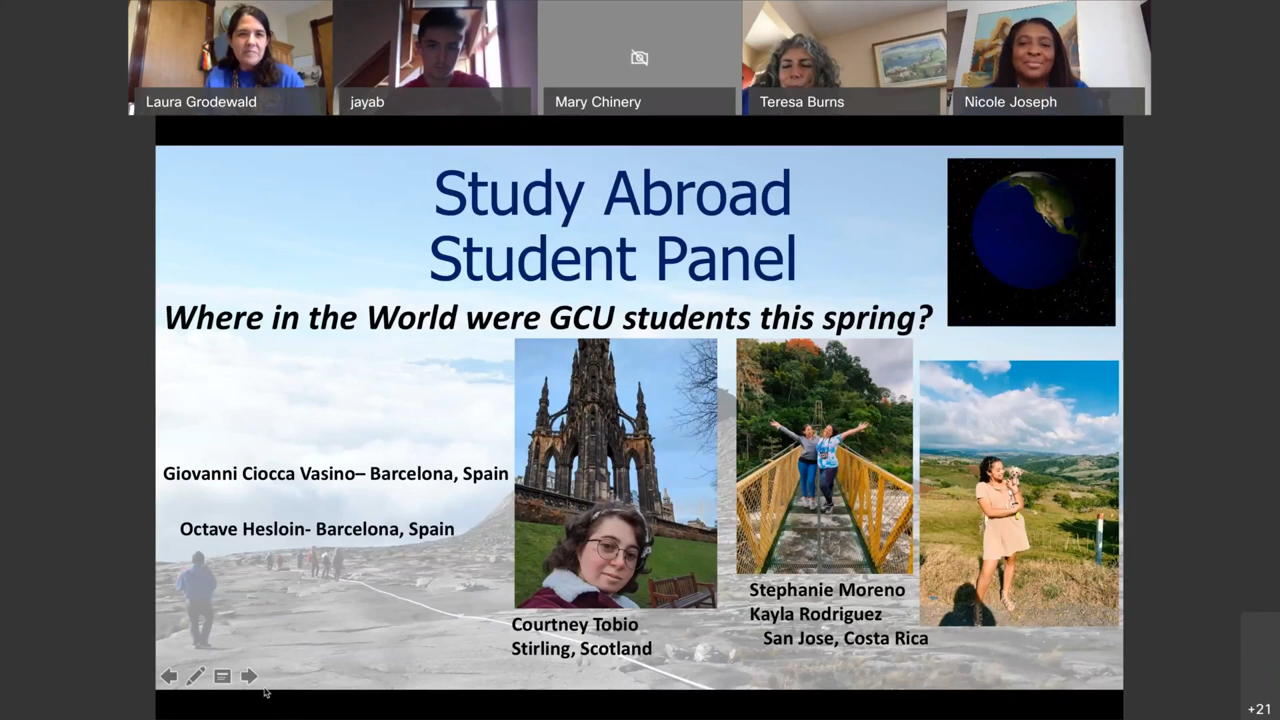 Laura Grodewald
jayab
Mary Chinery
Teresa Burns
Nicole Joseph
Study Abroad
Student Panel
Where in the World were GCU students this spring?
Giovanni Ciocca Vasino– Barcelona, Spain
Octave Hesloin- Barcelona, Spain
Courtney Tobio
Stirling, Scotland
Stephanie Moreno
Kayla Rodriguez
San Jose, Costa Rica
+21